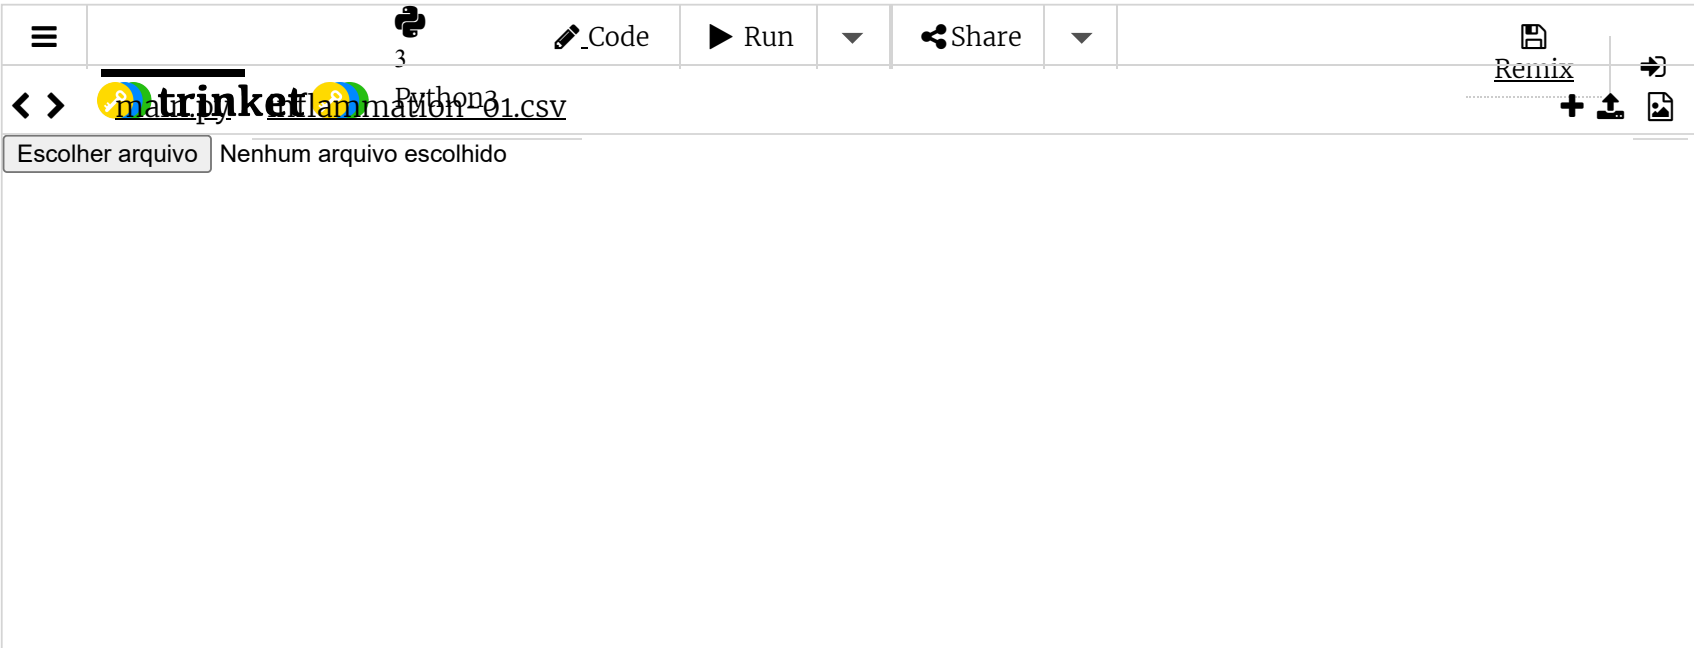 Code Run Share
3
Remix
main.py trinket inflammation-01.csv
Python3
Escolher arquivo Nenhum arquivo escolhido